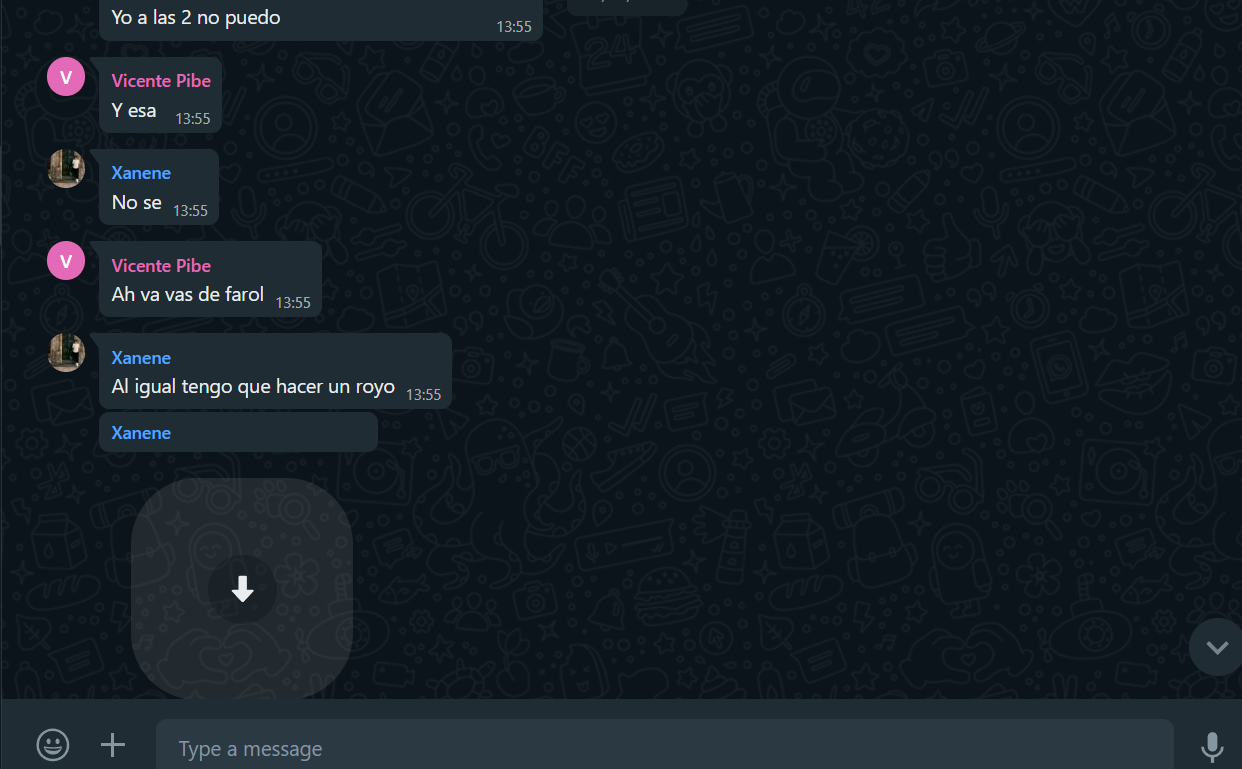 Yo a las 2 no puedo
13:55
V
Vicente Pibe
Y esa
13:55
Xanene
No se
13:55
V
Vicente Pibe
Ah va vas de farol
13:55
Xanene
Al igual tengo que hacer un royo
13:55
Xanene
Type a message